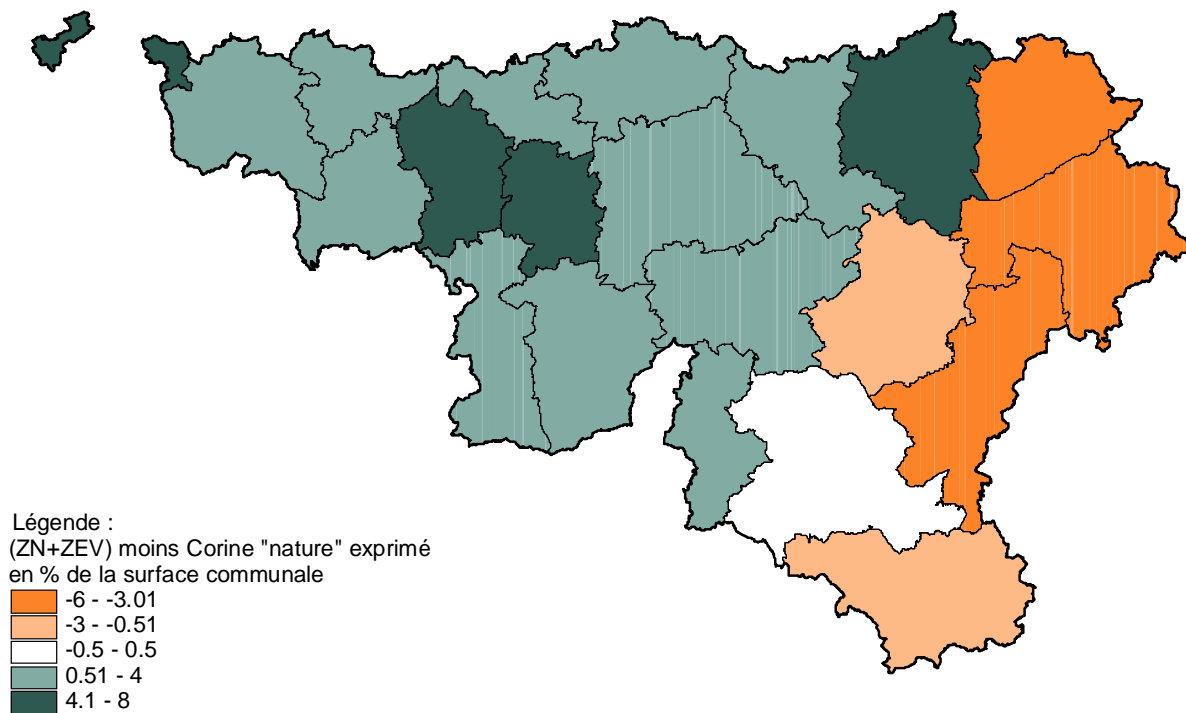 Légende :
(ZN+ZEV) moins Corine "nature" exprimé
en % de la surface communale
-6 - -3.01
-3 - -0.51
-0.5 - 0.5
0.51 - 4
4.1 - 8